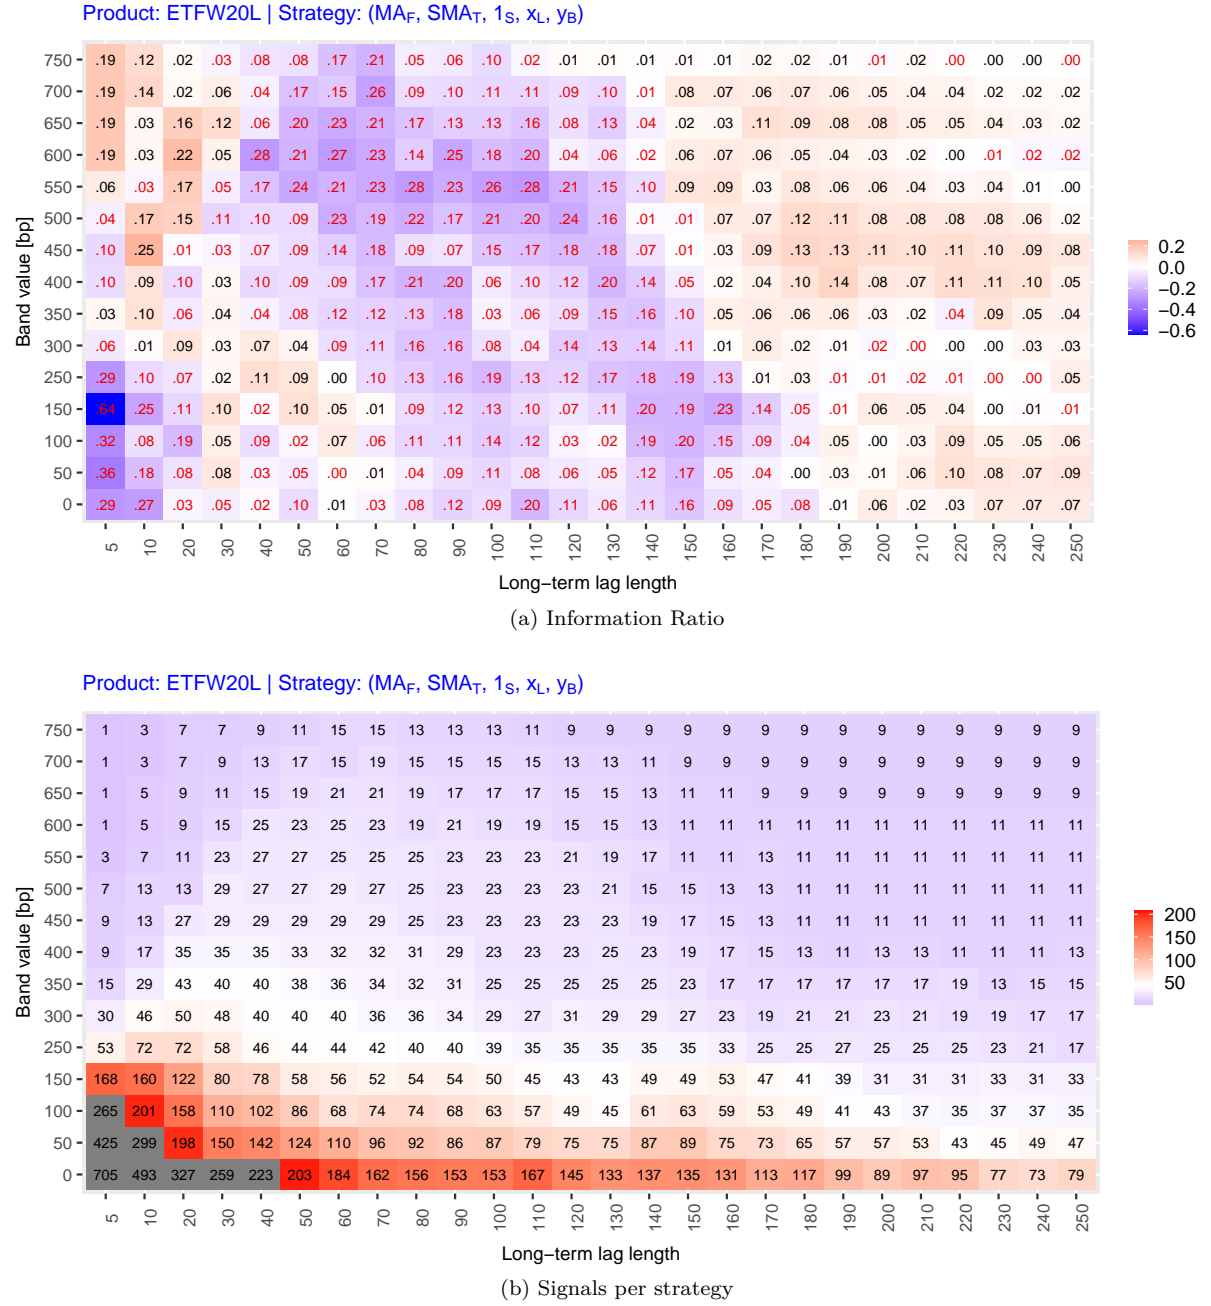 Product: ETFW20L | Strategy: (MA_F, SMA_T, 1_S, x_L, y_B)
750 .19 .12 .02 .03 .08 .08 .17 .21 .05 .06 .10 .02 .01 .01 .01 .01 .01 .02 .02 .02 .01 .02 .00 .00 .00 .00
700 .19 .14 .02 .06 .04 .17 .15 .26 .09 .10 .11 .11 .09 .10 .01 .08 .07 .06 .07 .06 .05 .04 .04 .02 .02 .02
650 .19 .03 .16 .12 .06 .20 .23 .21 .17 .13 .13 .16 .08 .13 .04 .02 .03 .11 .09 .08 .08 .05 .05 .04 .03 .02
600 .19 .03 .22 .05 .28 .21 .27 .23 .14 .25 .18 .20 .04 .06 .02 .06 .07 .06 .05 .04 .03 .02 .00 .01 .02 .02
550 .06 .03 .17 .05 .17 .24 .21 .23 .28 .23 .26 .28 .21 .15 .10 .09 .09 .03 .08 .06 .06 .04 .03 .04 .01 .00
500 .04 .17 .15 .11 .10 .09 .23 .19 .22 .17 .21 .20 .24 .16 .01 .01 .07 .07 .12 .11 .08 .08 .08 .08 .06 .02
450 .10 .25 .01 .03 .07 .09 .14 .18 .09 .07 .15 .17 .18 .18 .07 .01 .03 .09 .13 .13 .11 .10 .11 .10 .09 .08
400 .10 .09 .10 .03 .10 .09 .09 .17 .21 .20 .06 .10 .12 .20 .14 .05 .02 .04 .10 .14 .08 .07 .11 .11 .10 .05
350 .03 .10 .06 .04 .04 .08 .12 .12 .13 .18 .03 .06 .09 .15 .16 .10 .05 .06 .06 .06 .03 .02 .04 .09 .05 .04
300 .06 .01 .09 .03 .07 .04 .09 .11 .16 .16 .08 .04 .14 .13 .14 .11 .01 .06 .02 .01 .02 .00 .00 .00 .03 .03
250 .29 .10 .07 .02 .11 .09 .00 .10 .13 .16 .19 .13 .12 .17 .18 .19 .13 .01 .03 .01 .01 .02 .01 .00 .00 .05
150 .64 .25 .11 .10 .02 .10 .05 .01 .09 .12 .13 .10 .07 .11 .20 .19 .23 .14 .05 .01 .06 .05 .04 .00 .01 .01
100 .32 .08 .19 .05 .09 .02 .07 .06 .11 .11 .14 .12 .03 .02 .19 .20 .15 .09 .04 .05 .00 .03 .09 .05 .05 .06
50 .36 .18 .08 .08 .03 .05 .00 .01 .04 .09 .11 .08 .06 .05 .12 .17 .05 .04 .00 .03 .01 .06 .10 .08 .07 .09
0 .29 .27 .03 .05 .02 .10 .01 .03 .08 .12 .09 .20 .11 .06 .11 .16 .09 .05 .08 .01 .06 .02 .03 .07 .07 .07
5 10 20 30 40 50 60 70 80 90 100 110 120 130 140 150 160 170 180 190 200 210 220 230 240 250
Band value [bp]
Long−term lag length
0.2
0.0
−0.2
−0.4
−0.6
(a) Information Ratio
Product: ETFW20L | Strategy: (MA_F, SMA_T, 1_S, x_L, y_B)
750 1 3 7 7 9 11 15 15 13 13 13 11 9 9 9 9 9 9 9 9 9 9 9 9 9 9
700 1 3 7 9 13 17 15 19 15 15 15 15 13 13 11 9 9 9 9 9 9 9 9 9 9 9
650 1 5 9 11 15 19 21 21 19 17 17 17 15 15 13 11 11 9 9 9 9 9 9 9 9 9
600 1 5 9 15 25 23 25 23 19 21 19 19 15 15 13 11 11 11 11 11 11 11 11 11 11 11
550 3 7 11 23 27 27 25 25 25 23 23 23 21 19 17 11 11 13 11 11 11 11 11 11 11 11
500 7 13 13 29 27 27 29 27 25 23 23 23 23 21 15 15 13 13 11 11 11 11 11 11 11 11
450 9 13 27 29 29 29 29 29 25 23 23 23 23 23 19 17 15 13 11 11 11 11 11 11 11 11
400 9 17 35 35 35 33 32 32 31 29 23 23 23 25 23 19 17 15 13 11 13 13 11 11 11 13
350 15 29 43 40 40 38 36 34 32 31 25 25 25 25 25 23 17 17 17 17 17 17 19 13 15 15
300 30 46 50 48 40 40 40 36 36 34 29 27 31 29 29 27 23 19 21 21 23 21 19 19 17 17
250 53 72 72 58 46 44 44 42 40 40 39 35 35 35 35 35 33 25 25 27 25 25 25 23 21 17
150 168 160 122 80 78 58 56 52 54 54 50 45 43 43 49 49 53 47 41 39 31 31 31 33 31 33
100 265 201 158 110 102 86 68 74 74 68 63 57 49 45 61 63 59 53 49 41 43 37 35 37 37 35
50 425 299 198 150 142 124 110 96 92 86 87 79 75 75 87 89 75 73 65 57 57 53 43 45 49 47
0 705 493 327 259 223 203 184 162 156 153 153 167 145 133 137 135 131 113 117 99 89 97 95 77 73 79
5 10 20 30 40 50 60 70 80 90 100 110 120 130 140 150 160 170 180 190 200 210 220 230 240 250
Band value [bp]
Long−term lag length
200
150
100
50
(b) Signals per strategy